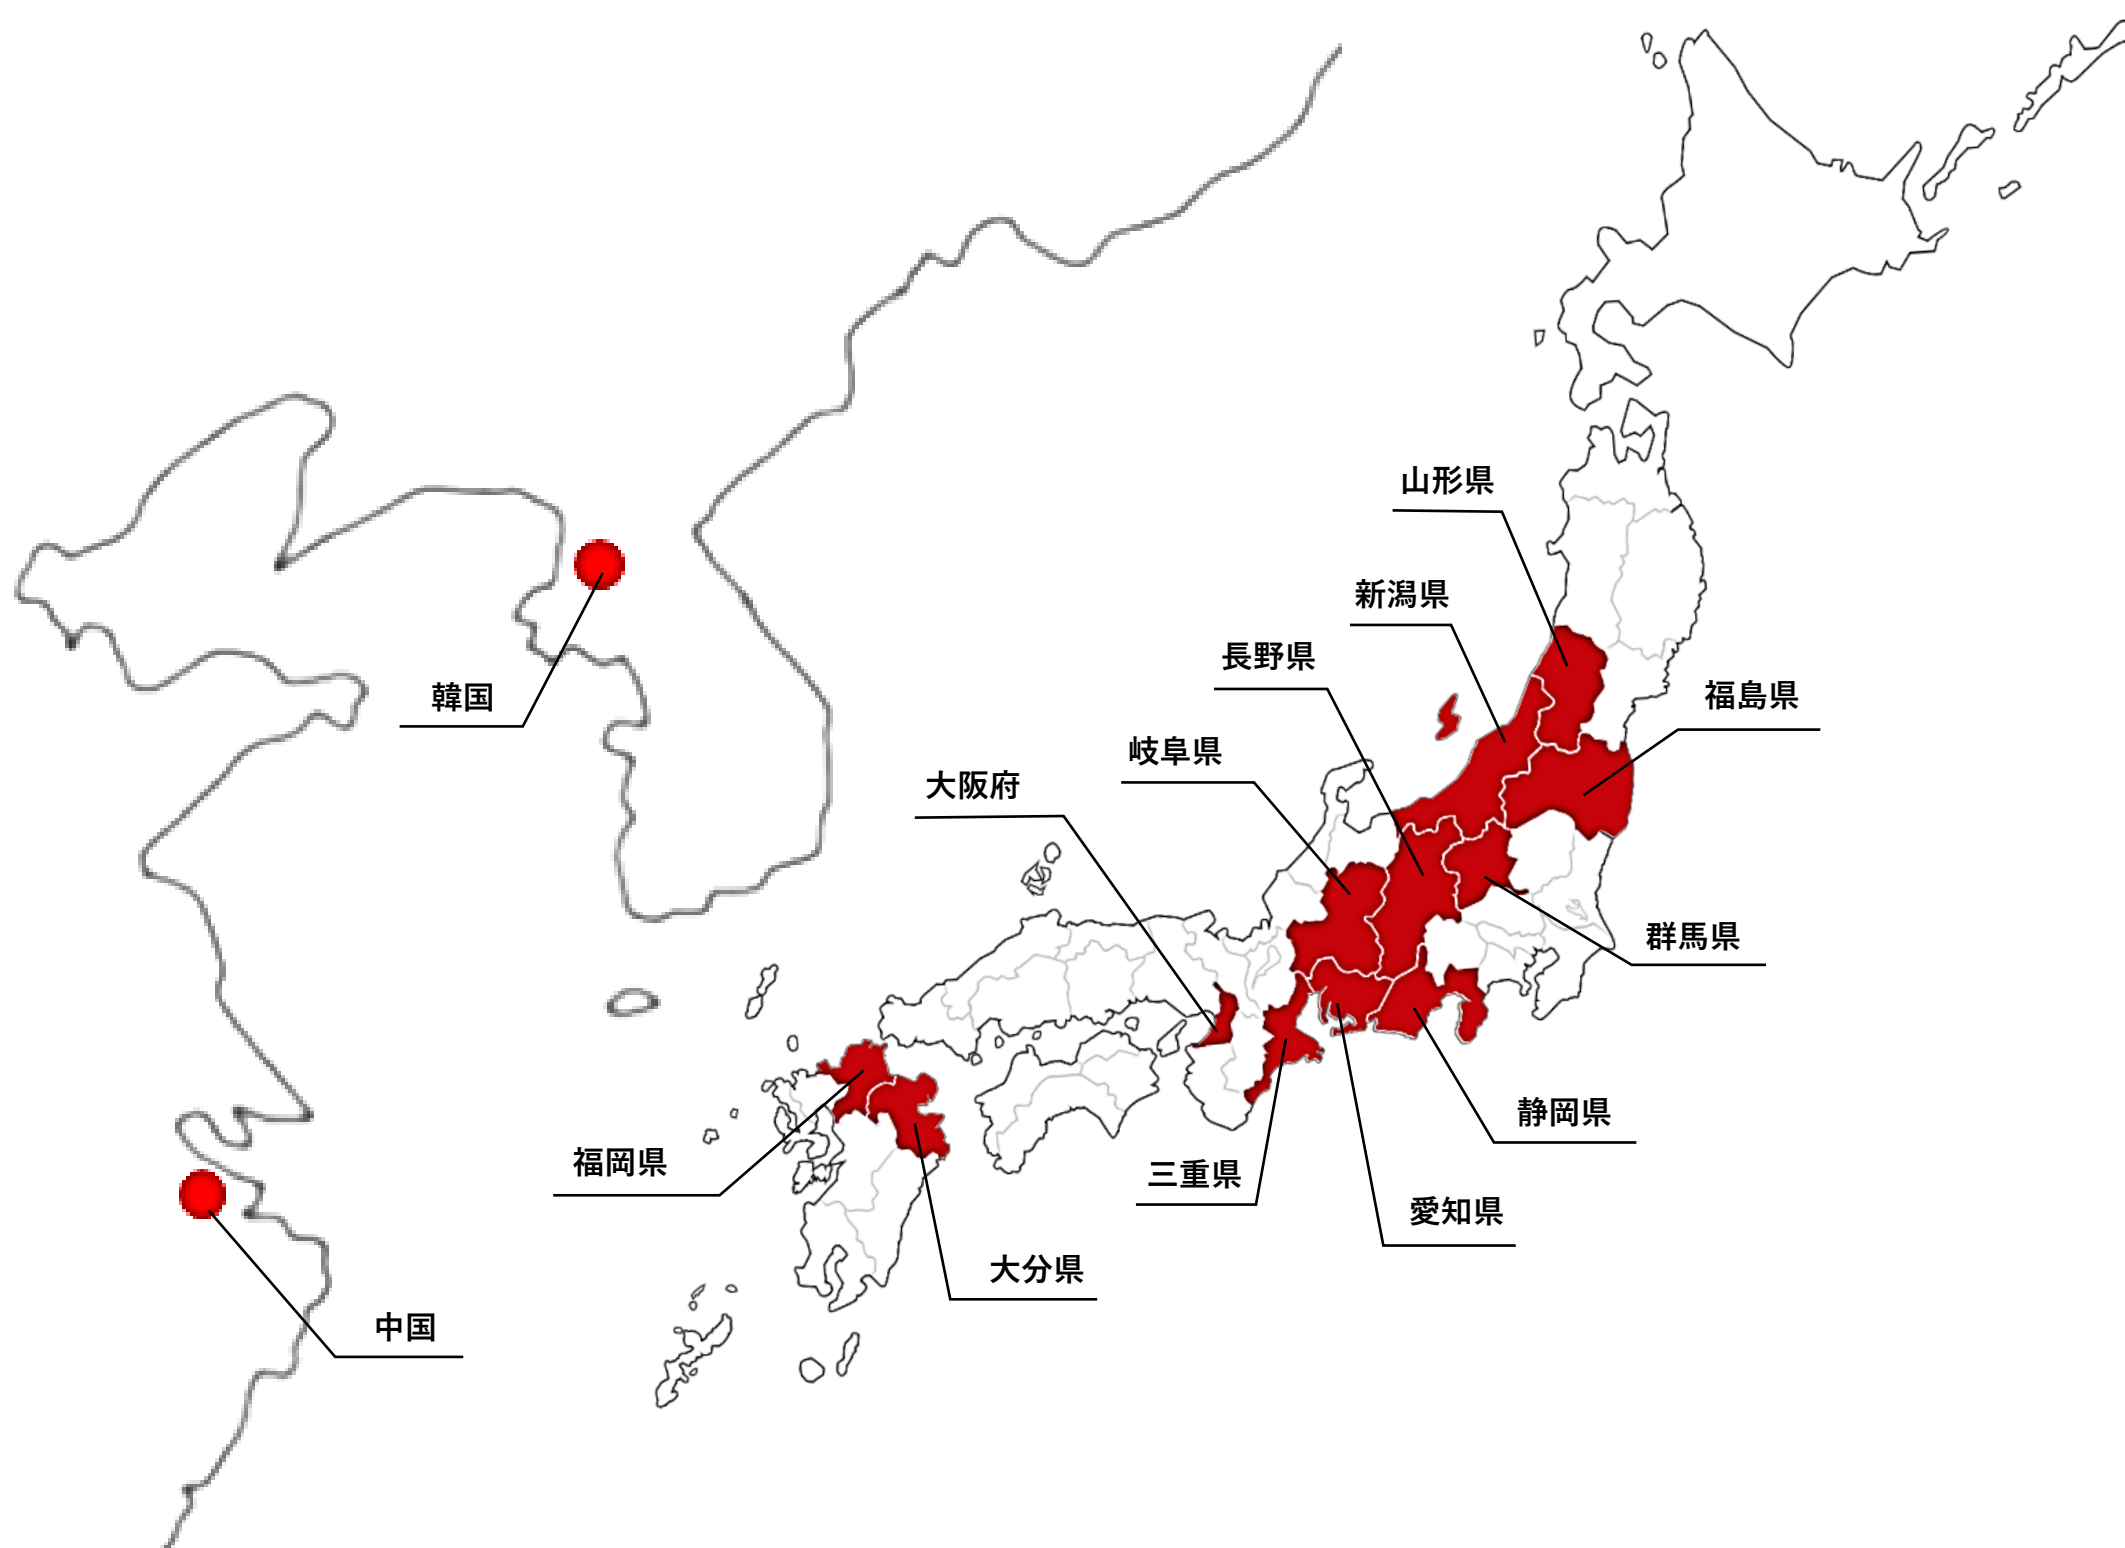 山形県
新潟県
長野県
福島県
韓国
岐阜県
大阪府
群馬県
静岡県
福岡県
三重県
愛知県
大分県
中国